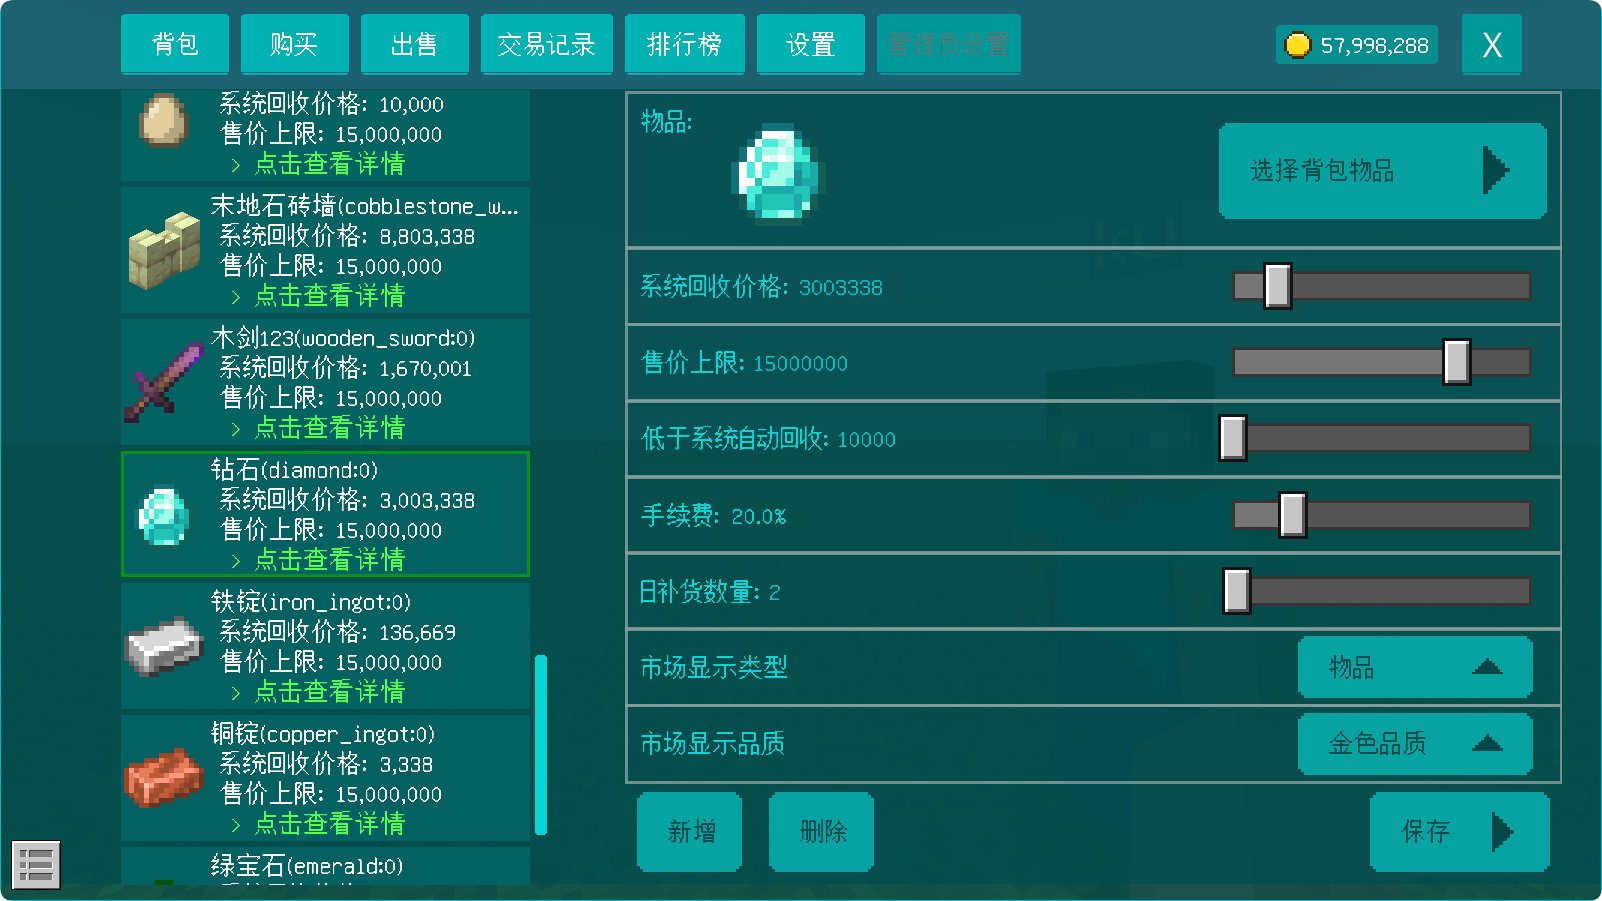 背包 购买 出售 交易记录 排行榜 设置 管理员设置 57,998,288 X
系统回收价格: 10,000
售价上限: 15,000,000
> 点击查看详情
末地石砖墙(cobblestone_w...
系统回收价格: 8,803,338
售价上限: 15,000,000
> 点击查看详情
木剑123(wooden_sword:0)
系统回收价格: 1,670,001
售价上限: 15,000,000
> 点击查看详情
钻石(diamond:0)
系统回收价格: 3,003,338
售价上限: 15,000,000
> 点击查看详情
铁锭(iron_ingot:0)
系统回收价格: 136,669
售价上限: 15,000,000
> 点击查看详情
铜锭(copper_ingot:0)
系统回收价格: 3,338
售价上限: 15,000,000
> 点击查看详情
绿宝石(emerald:0)
物品:
选择背包物品
系统回收价格: 3003338
售价上限: 15000000
低于系统自动回收: 10000
手续费: 20.0%
日补货数量: 2
市场显示类型 物品
市场显示品质 金色品质
新增 删除 保存